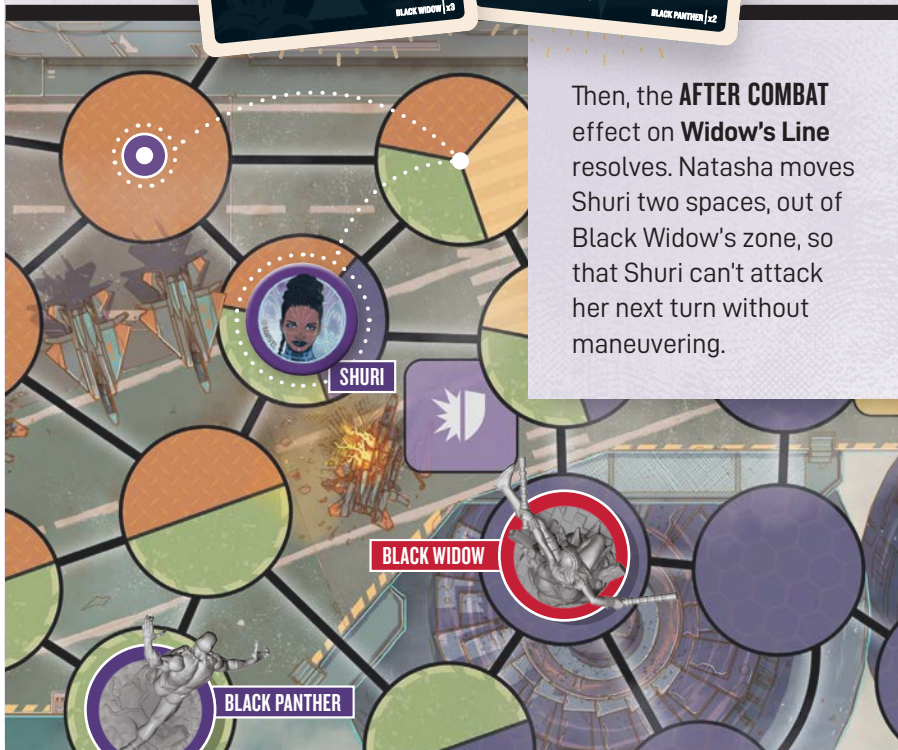 BLACK WIDOW | x3
BLACK PANTHER | x2
Then, the AFTER COMBAT
effect on Widow's Line
resolves. Natasha moves
Shuri two spaces, out of
Black Widow's zone, so
that Shuri can't attack
her next turn without
maneuvering.
SHURI
BLACK WIDOW
BLACK PANTHER